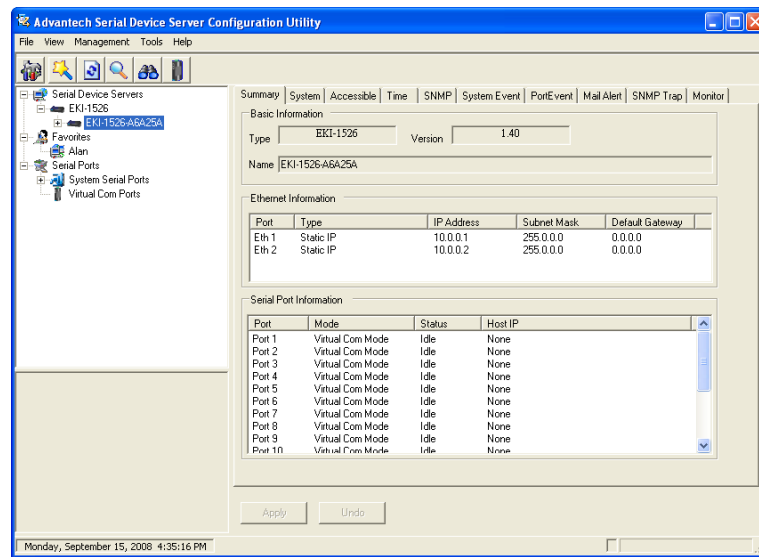 Advantech Serial Device Server Configuration Utility
File View Management Tools Help
Serial Device Servers
EKI-1526
EKI-1526-A6A25A
Favorites
Alan
Serial Ports
System Serial Ports
Virtual Com Ports
Summary System Accessible Time SNMP System Event PortEvent Mail Alert SNMP Trap Monitor
Basic Information
Type EKI-1526 Version 1.40
Name EKI-1526-A6A25A
Ethernet Information
Port Type IP Address Subnet Mask Default Gateway
Eth 1 Static IP 10.0.0.1 255.0.0.0 0.0.0.0
Eth 2 Static IP 10.0.0.2 255.0.0.0 0.0.0.0
Serial Port Information
Port Mode Status Host IP
Port 1 Virtual Com Mode Idle None
Port 2 Virtual Com Mode Idle None
Port 3 Virtual Com Mode Idle None
Port 4 Virtual Com Mode Idle None
Port 5 Virtual Com Mode Idle None
Port 6 Virtual Com Mode Idle None
Port 7 Virtual Com Mode Idle None
Port 8 Virtual Com Mode Idle None
Port 9 Virtual Com Mode Idle None
Port 10 Virtual Com Mode Idle None
Apply Undo
Monday, September 15, 2008 4:35:16 PM